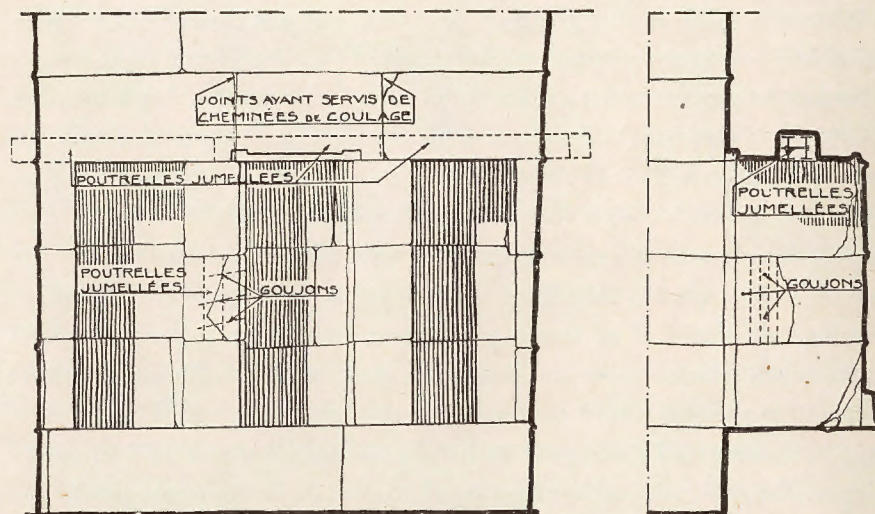 JOINTS AYANT SERVIS DE
CHEMINÉES DE COULAGE
POUTRELLES JUMELLÉES
POUTRELLES
JUMELLÉES
GOUJONS
POUTRELLES
JUMELLÉES
GOUJONS